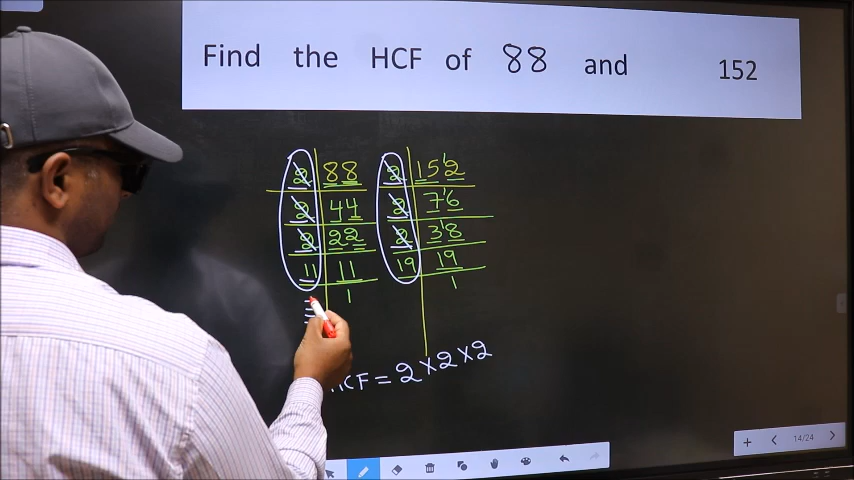 Find the HCF of 88 and 152
2 88 2 152
2 44 2 76
2 22 2 38
11 11 19 19
1 1
HCF = 2 × 2 × 2
14/24